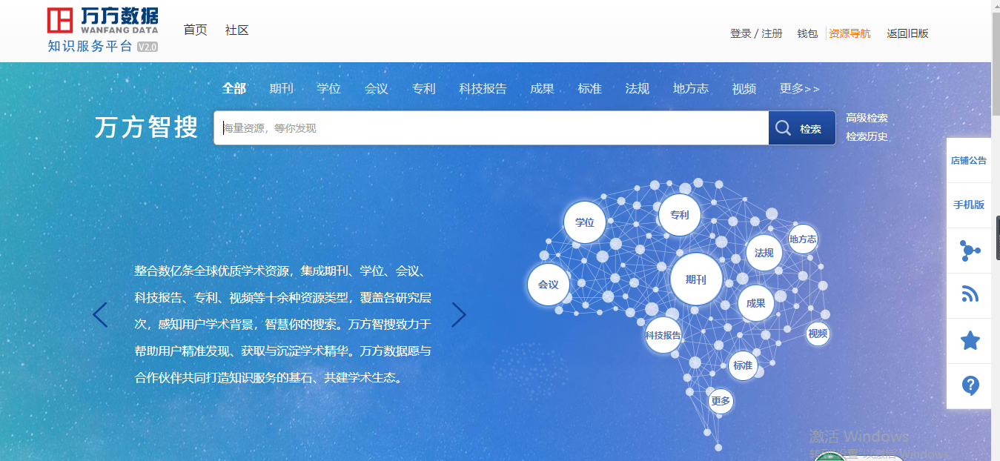 万方数据
WANFANG DATA
知识服务平台 V2.0
首页 社区
登录 / 注册 钱包 资源导航 返回旧版
全部 期刊 学位 会议 专利 科技报告 成果 标准 法规 地方志 视频 更多>>
万方智搜
海量资源，等你发现
检索
高级检索
检索历史
店铺公告
手机版
学位
专利
地方志
法规
会议
期刊
成果
科技报告
视频
标准
更多
整合数亿条全球优质学术资源，集成期刊、学位、会议、
科技报告、专利、视频等十余种资源类型，覆盖各研究层
次，感知用户学术背景，智慧你的搜索。万方智搜致力于
帮助用户精准发现、获取与沉淀学术精华。万方数据愿与
合作伙伴共同打造知识服务的基石、共建学术生态。
激活 Windows